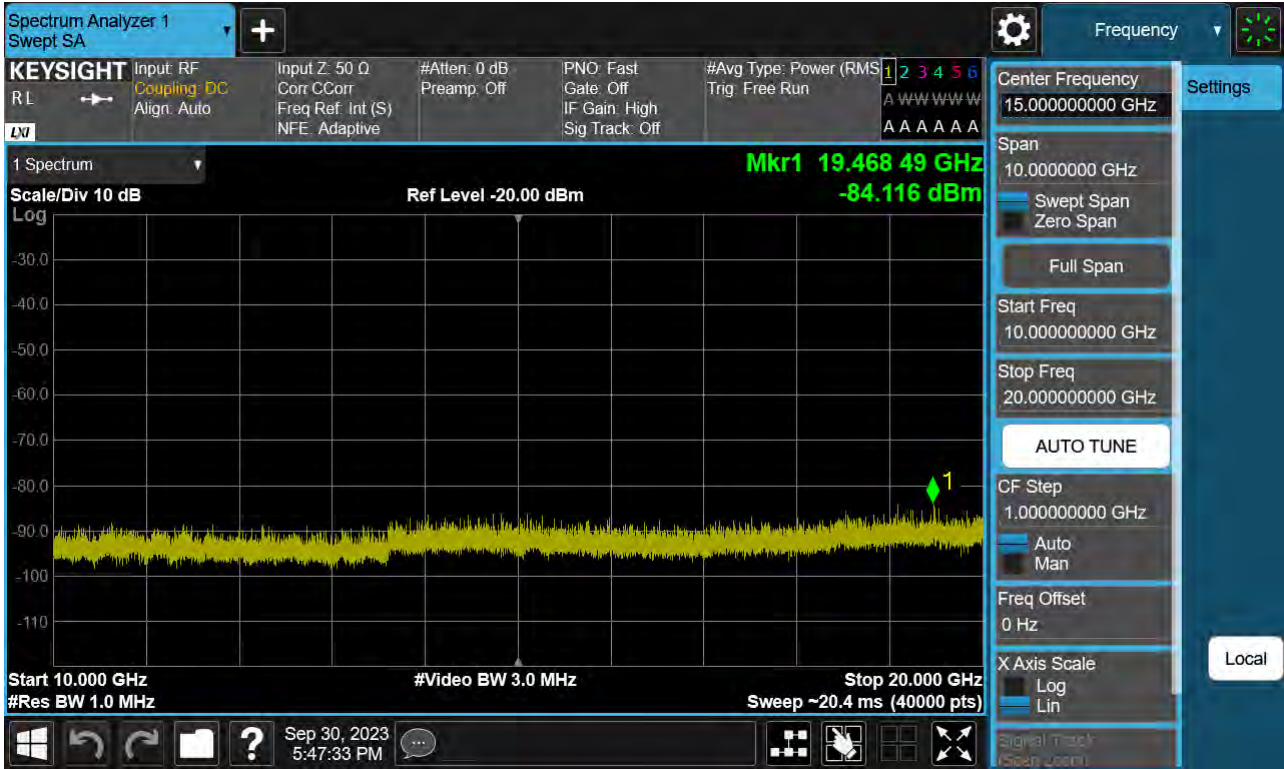 Spectrum Analyzer 1
Swept SA
+
Frequency
KEYSIGHT
RL
LXI
Input: RF
Coupling: DC
Align: Auto
Input Z: 50 Ω
Corr CCorr
Freq Ref: Int (S)
NFE: Adaptive
#Atten: 0 dB
Preamp: Off
PNO: Fast
Gate: Off
IF Gain: High
Sig Track: Off
#Avg Type: Power (RMS
Trig: Free Run
1 2 3 4 5 6
A W W W W W
A A A A A A
1 Spectrum
Scale/Div 10 dB
Log
Ref Level -20.00 dBm
Mkr1 19.468 49 GHz
-84.116 dBm
-30.0
-40.0
-50.0
-60.0
-70.0
-80.0
-90.0
-100
-110
1
Start 10.000 GHz
#Res BW 1.0 MHz
#Video BW 3.0 MHz
Stop 20.000 GHz
Sweep ~20.4 ms (40000 pts)
Center Frequency
15.000000000 GHz
Span
10.0000000 GHz
Swept Span
Zero Span
Full Span
Start Freq
10.000000000 GHz
Stop Freq
20.000000000 GHz
AUTO TUNE
CF Step
1.000000000 GHz
Auto
Man
Freq Offset
0 Hz
X Axis Scale
Log
Lin
Signal Track
(Span Zoom)
Settings
Local
?
Sep 30, 2023
5:47:33 PM